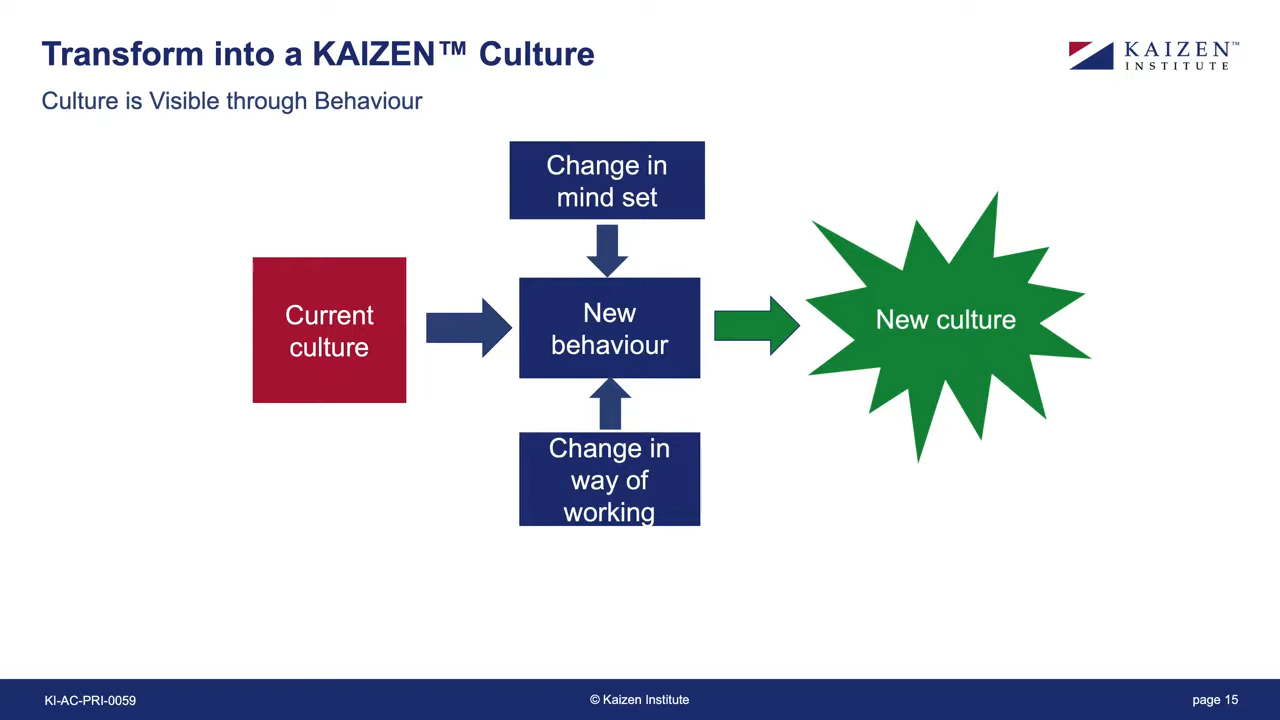 Transform into a KAIZEN™ Culture
KAIZEN™
INSTITUTE
Culture is Visible through Behaviour
Change in
mind set
Current
culture
New
behaviour
New culture
Change in
way of
working
KI-AC-PRI-0059
© Kaizen Institute
page 15